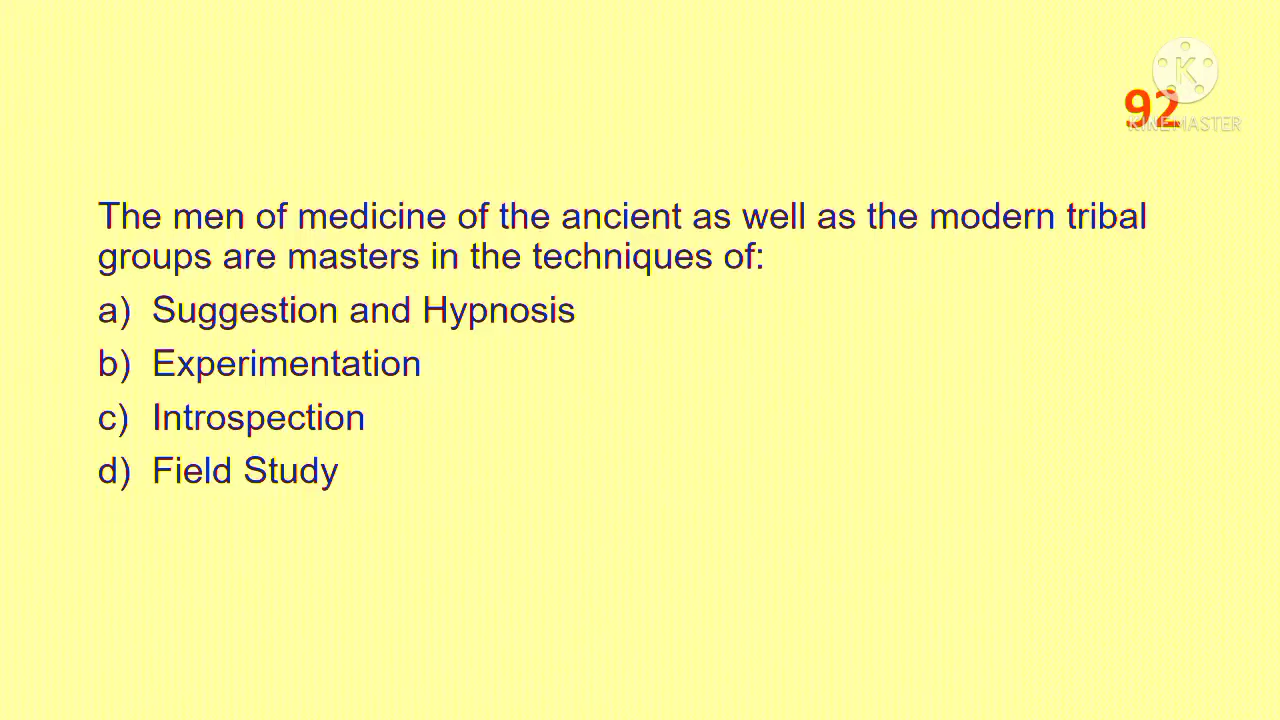 K
92
KINEMASTER
The men of medicine of the ancient as well as the modern tribal
groups are masters in the techniques of:
a) Suggestion and Hypnosis
b) Experimentation
c) Introspection
d) Field Study